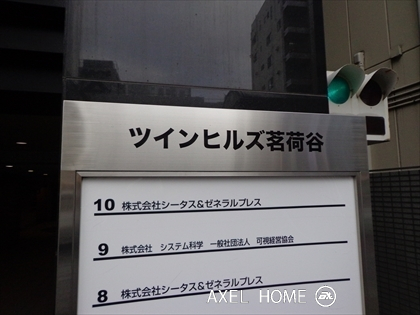 ツインヒルズ茗荷谷
10 株式会社シータス&ゼネラルプレス
9 株式会社 システム科学 一般社団法人 可視経営協会
8 株式会社シータス&ゼネラルプレス
AXEL HOME